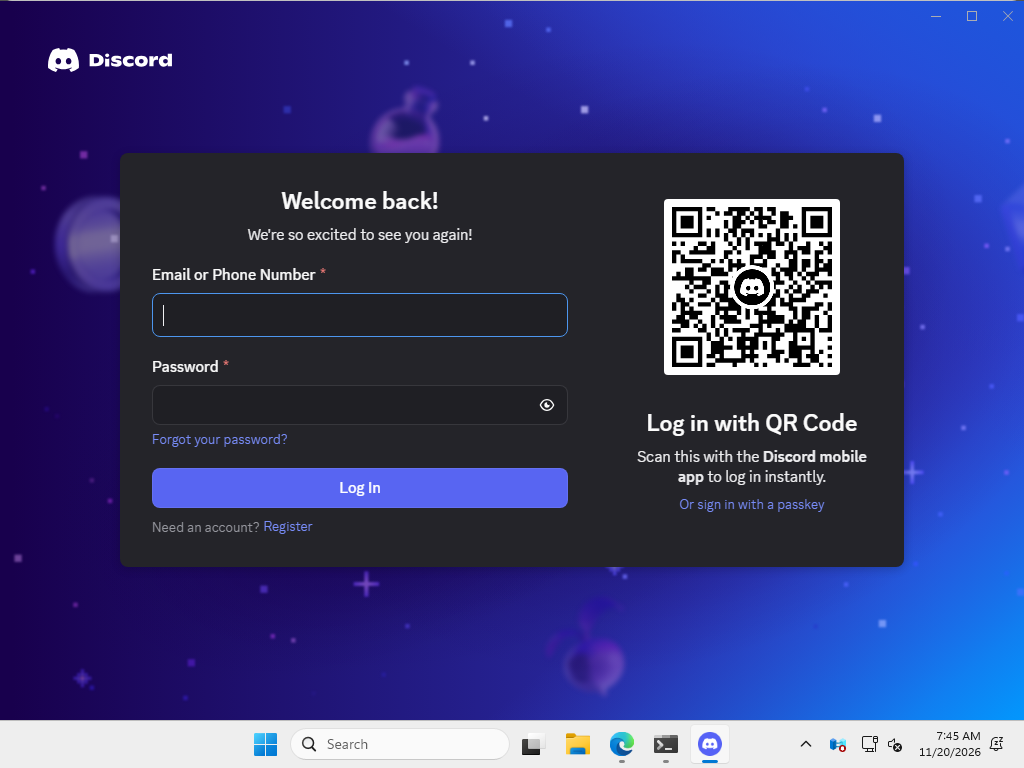 Discord
Welcome back!
We're so excited to see you again!
Email or Phone Number *
Password *
Forgot your password?
Log In
Need an account? Register
Log in with QR Code
Scan this with the Discord mobile
app to log in instantly.
Or sign in with a passkey
Search
7:45 AM
11/20/2026